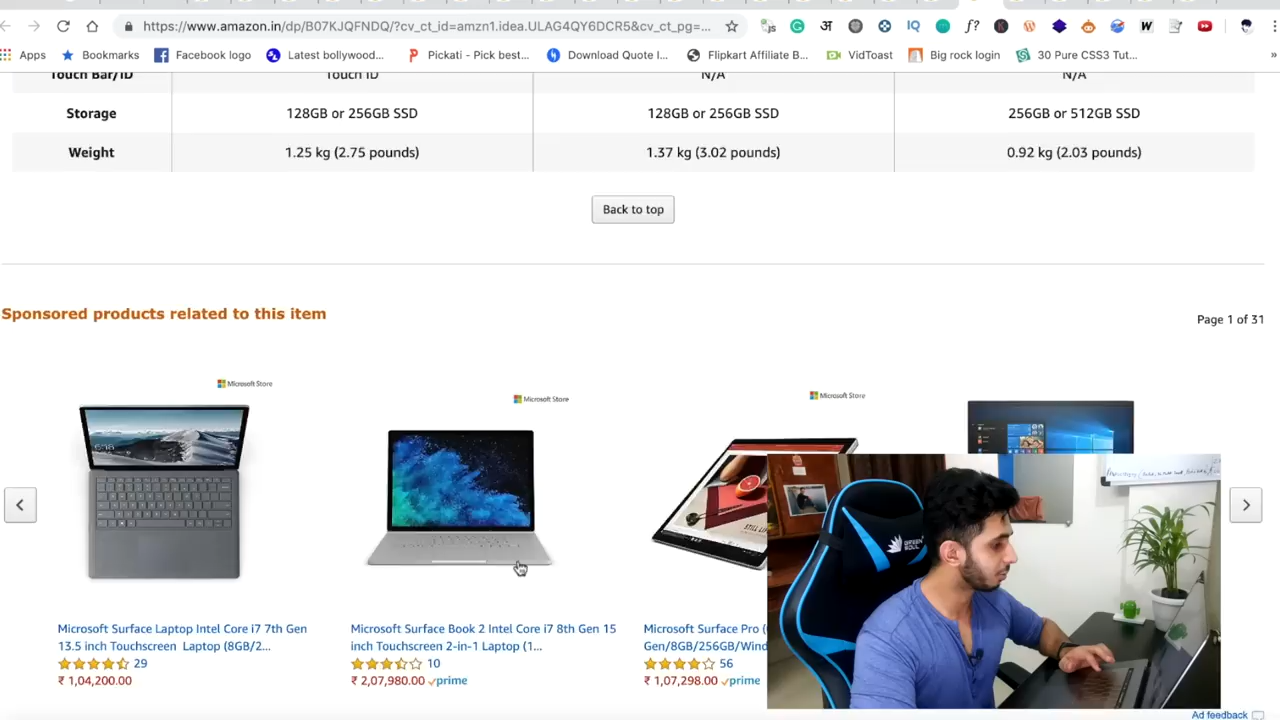 https://www.amazon.in/dp/B07KJQFNDQ/?cv_ct_id=amzn1.idea.ULAG4QY6DCR5&cv_ct_pg=...
Apps Bookmarks Facebook logo Latest bollywood... Pickati - Pick best... Download Quote I... Flipkart Affiliate B... VidToast Big rock login 30 Pure CSS3 Tut... »
Touch Bar/ID Touch ID N/A N/A
Storage 128GB or 256GB SSD 128GB or 256GB SSD 256GB or 512GB SSD
Weight 1.25 kg (2.75 pounds) 1.37 kg (3.02 pounds) 0.92 kg (2.03 pounds)
Back to top
Sponsored products related to this item
Page 1 of 31
Microsoft Store
Microsoft Store
Microsoft Store
Microsoft Surface Laptop Intel Core i7 7th Gen
13.5 inch Touchscreen Laptop (8GB/2...
29
₹ 1,04,200.00
Microsoft Surface Book 2 Intel Core i7 8th Gen 15
inch Touchscreen 2-in-1 Laptop (1...
10
₹ 2,07,980.00 prime
Microsoft Surface Pro (
Gen/8GB/256GB/Wind
56
₹ 1,07,298.00 prime
GREEN SOUL
Ad feedback